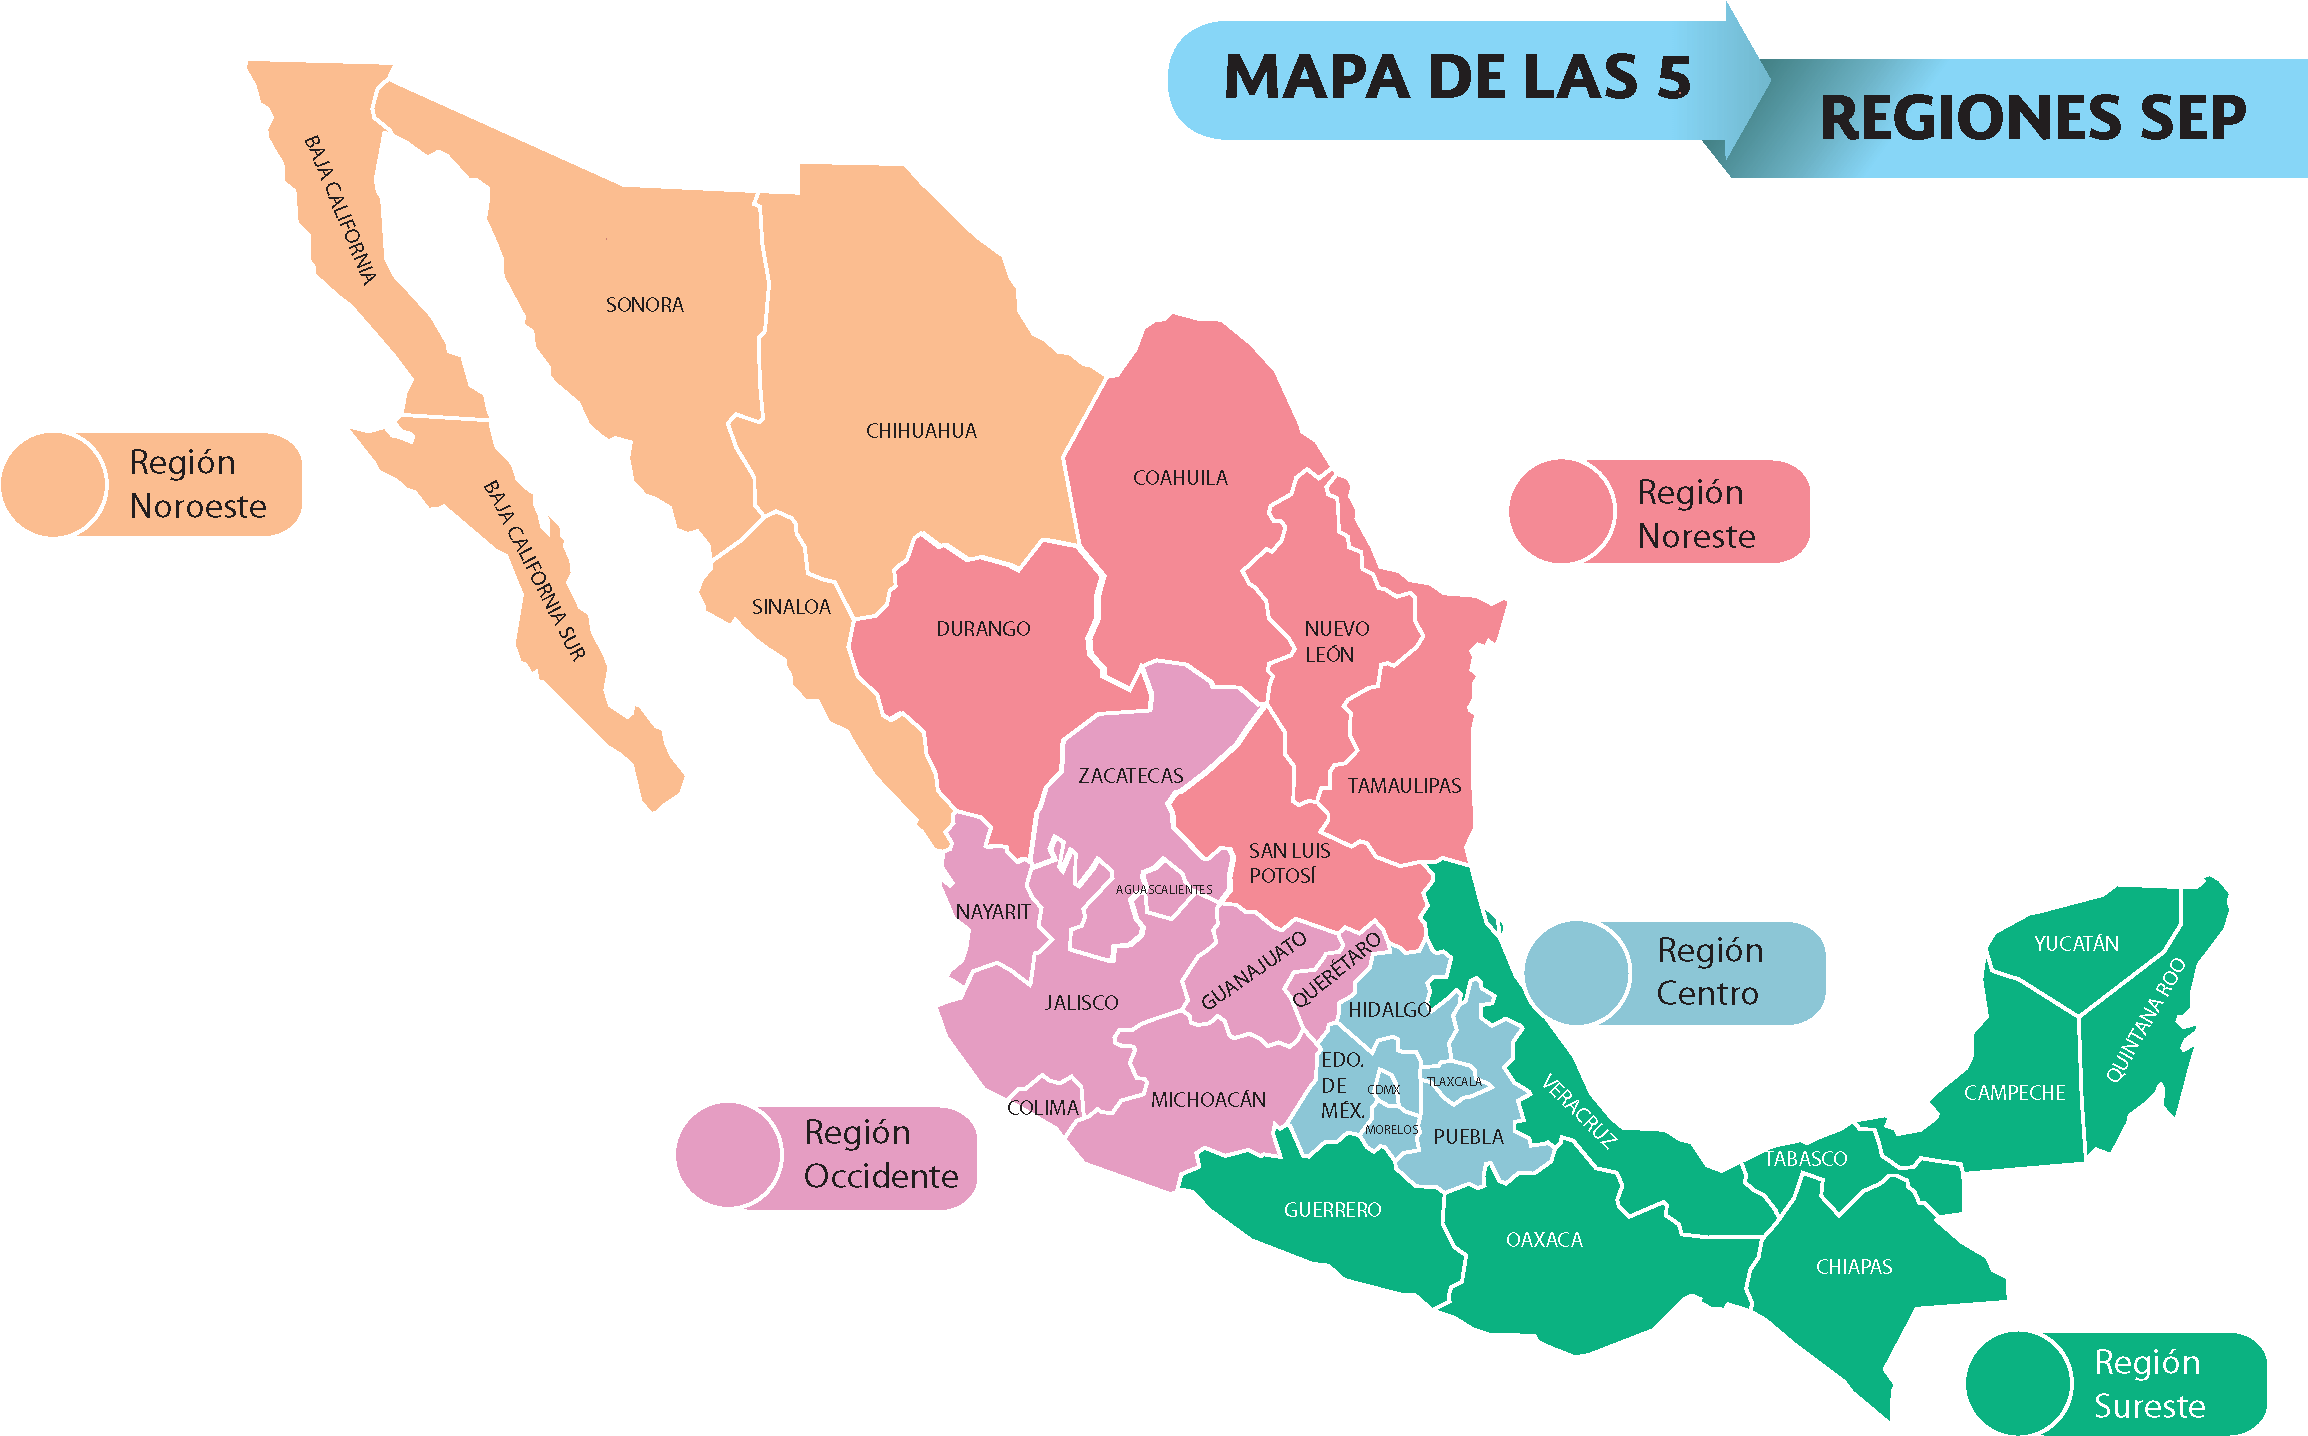 MAPA DE LAS 5
REGIONES SEP
BAJA CALIFORNIA
SONORA
CHIHUAHUA
COAHUILA
Región
Noroeste
Región
Noreste
BAJA CALIFORNIA SUR
SINALOA
DURANGO
NUEVO
LEÓN
ZACATECAS
TAMAULIPAS
SAN LUIS
POTOSÍ
AGUASCALIENTES
NAYARIT
GUANAJUATO
QUERÉTARO
JALISCO
HIDALGO
Región
Centro
YUCATÁN
QUINTANA ROO
CAMPECHE
EDO.
DE
MÉX.
CDMX
TLAXCALA
MORELOS
PUEBLA
VERACRUZ
COLIMA
MICHOACÁN
Región
Occidente
TABASCO
GUERRERO
OAXACA
CHIAPAS
Región
Sureste